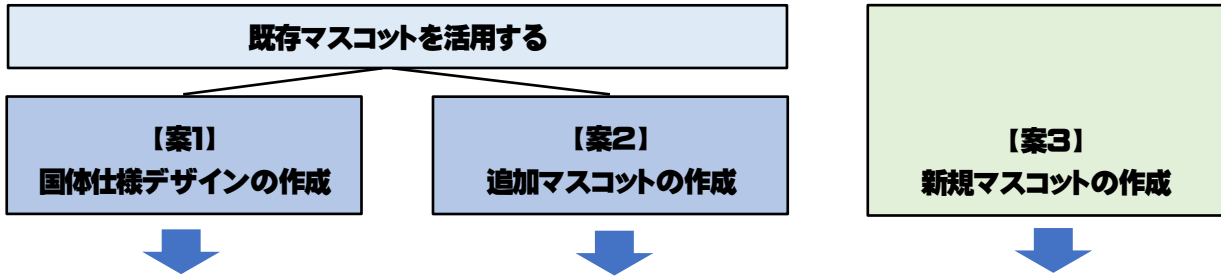 既存マスコットを活用する
【案1】
国体仕様デザインの作成
【案2】
追加マスコットの作成
【案3】
新規マスコットの作成